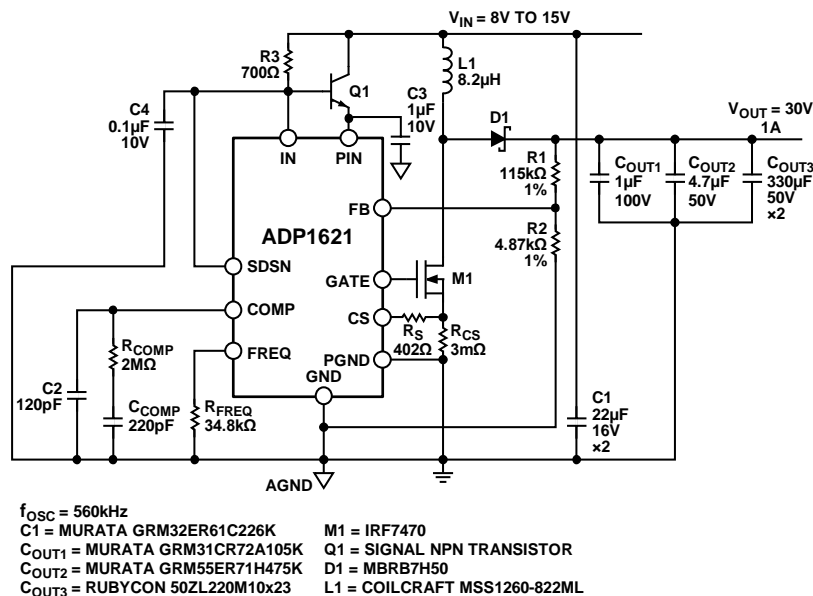 VIN = 8V TO 15V
R3
700Ω
L1
8.2µH
Q1
C3
1µF
10V
C4
0.1µF
10V
D1
VOUT = 30V
1A
IN
PIN
R1
115kΩ
1%
COUT1
1µF
100V
COUT2
4.7µF
50V
COUT3
330µF
50V
×2
FB
ADP1621
R2
4.87kΩ
1%
SDSN
GATE
M1
COMP
CS
RS
402Ω
RCS
3mΩ
FREQ
PGND
GND
RCOMP
2MΩ
C2
120pF
CCOMP
220pF
RFREQ
34.8kΩ
C1
22µF
16V
×2
AGND
fOSC = 560kHz
C1 = MURATA GRM32ER61C226K
COUT1 = MURATA GRM31CR72A105K
COUT2 = MURATA GRM55ER71H475K
COUT3 = RUBYCON 50ZL220M10x23
M1 = IRF7470
Q1 = SIGNAL NPN TRANSISTOR
D1 = MBRB7H50
L1 = COILCRAFT MSS1260-822ML